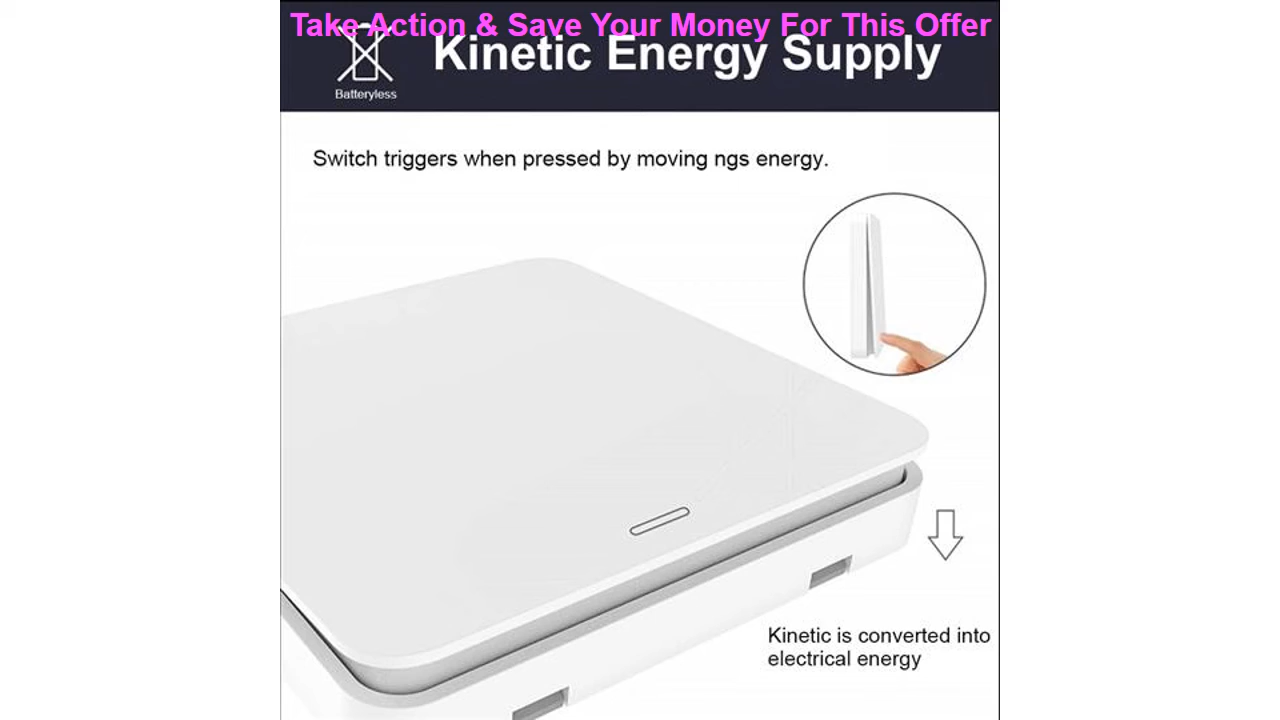 Take Action & Save Your Money For This Offer
Kinetic Energy Supply
Batteryless
Switch triggers when pressed by moving ngs energy.
Kinetic is converted into
electrical energy